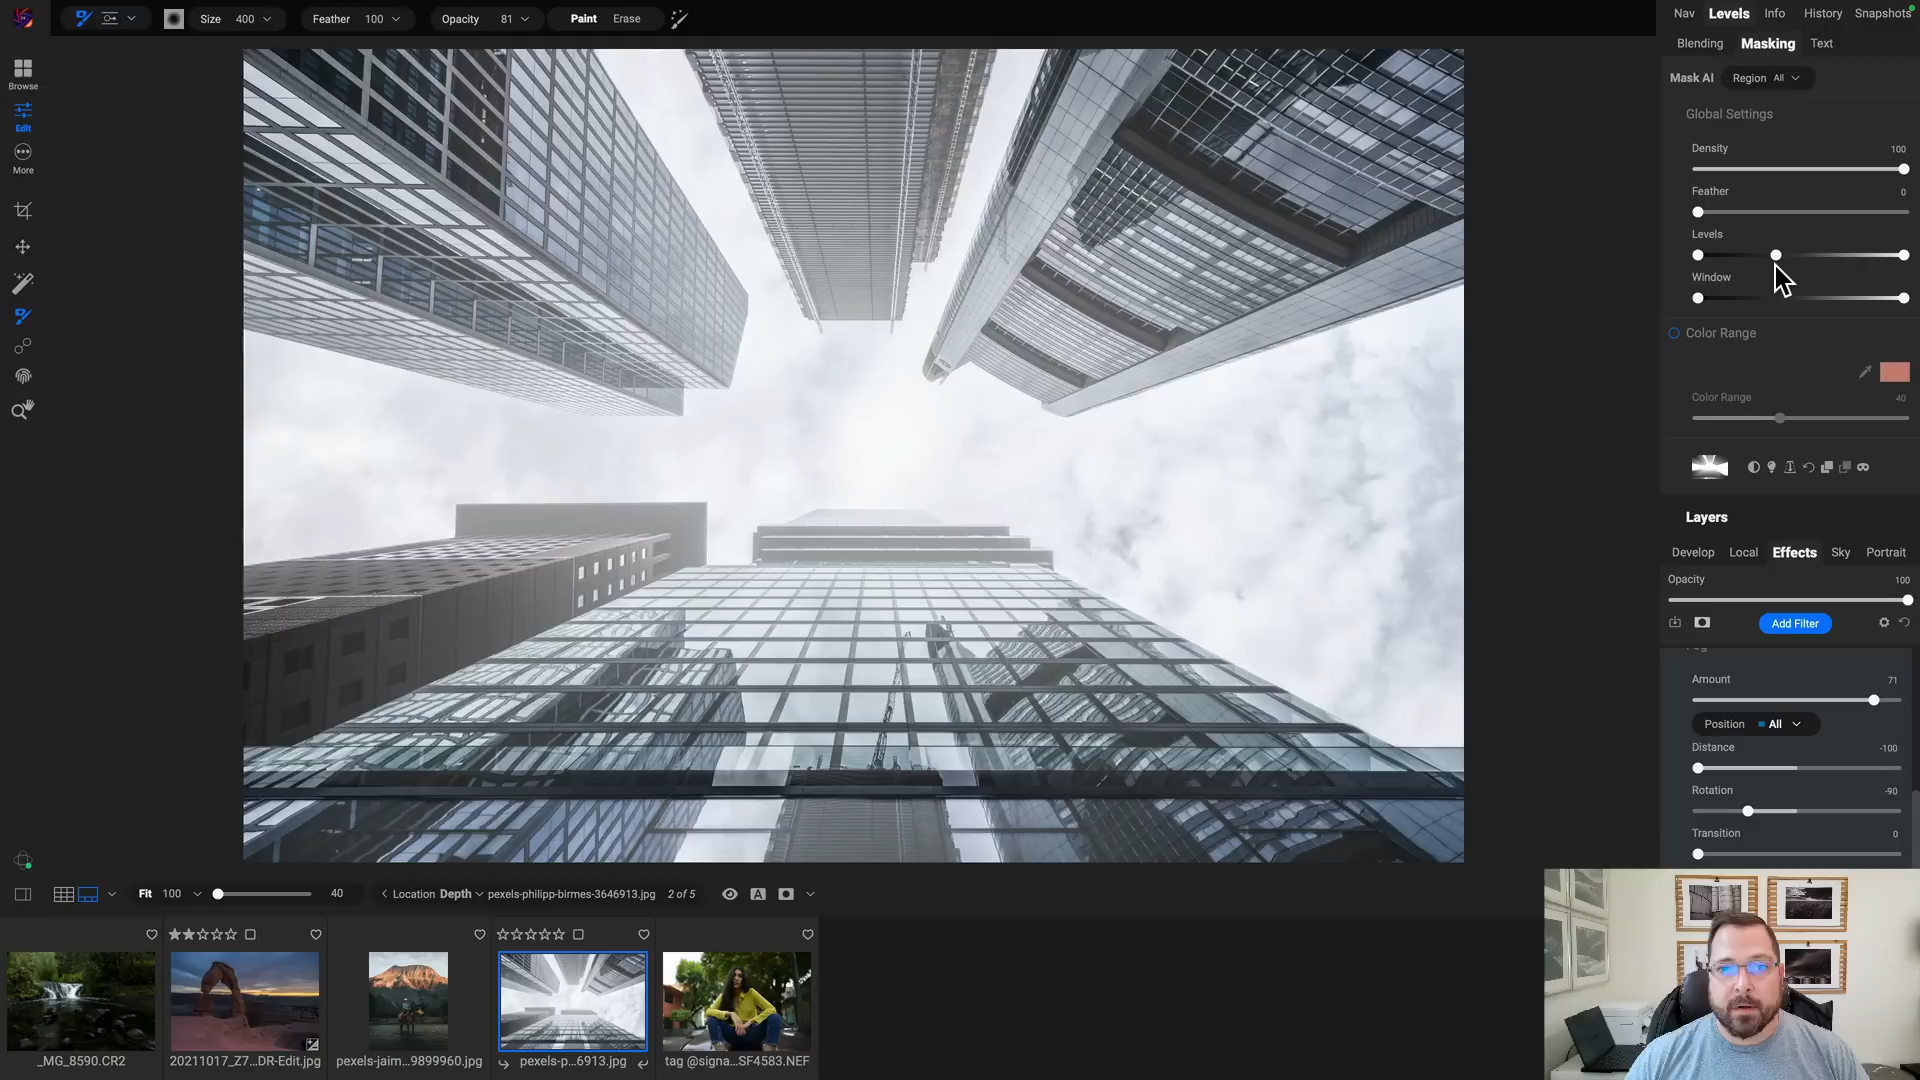 Size 400 Feather 100 Opacity 81 Paint Erase
Nav Levels Info History Snapshots
Blending Masking Text
Browse
Edit
More
Mask AI Region All
Global Settings
Density 100
Feather 0
Levels
Window
Color Range
Color Range 40
Layers
Develop Local Effects Sky Portrait
Opacity 100
Add Filter
Amount 71
Position All
Distance -100
Rotation -90
Transition 0
Fit 100 40 Location Depth pexels-philipp-birmes-3646913.jpg 2 of 5
_MG_8590.CR2 20211017_Z7...DR-Edit.jpg pexels-jaim...9899960.jpg pexels-p...6913.jpg tag @signa...SF4583.NEF